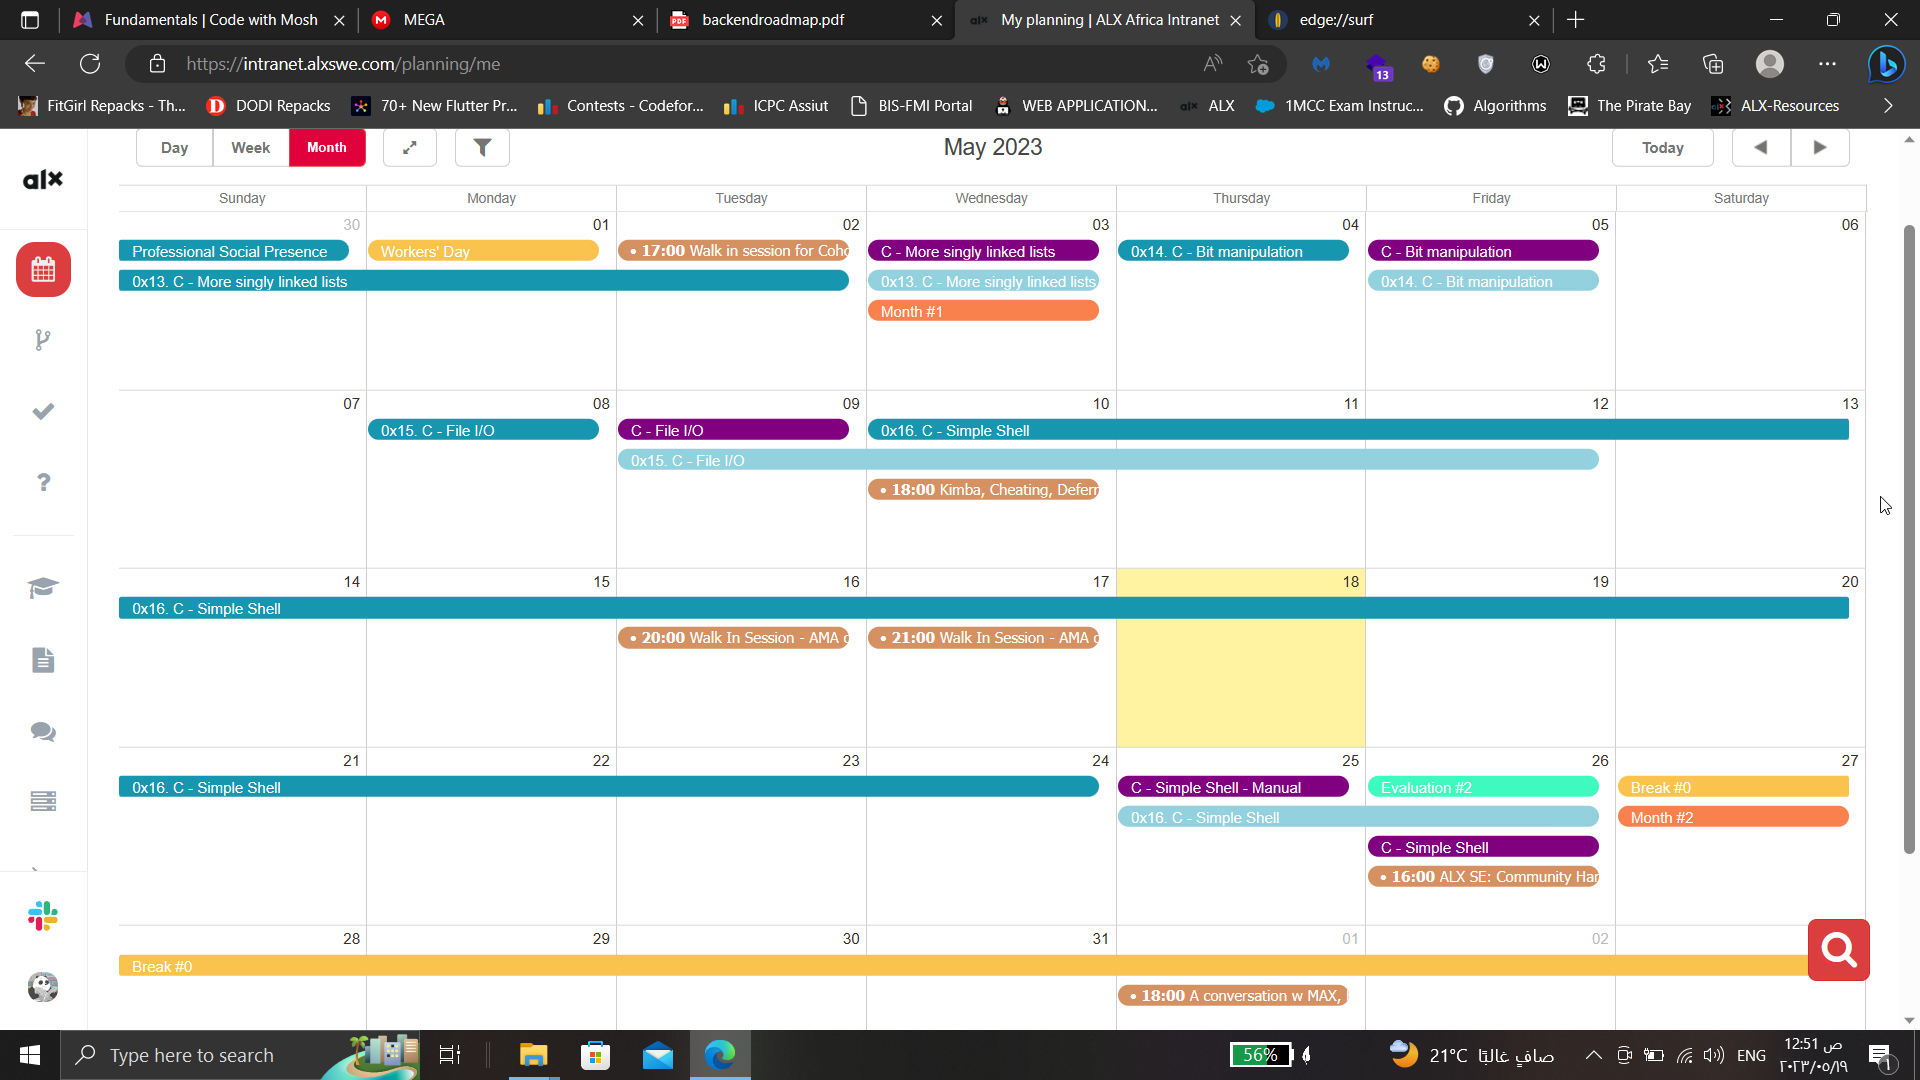 Fundamentals | Code with Mosh
MEGA
backendroadmap.pdf
My planning | ALX Africa Intranet
edge://surf
https://intranet.alxswe.com/planning/me
13
FitGirl Repacks - Th...
DODI Repacks
70+ New Flutter Pr...
Contests - Codefor...
ICPC Assiut
BIS-FMI Portal
WEB APPLICATION...
ALX
1MCC Exam Instruc...
Algorithms
The Pirate Bay
ALX-Resources
alx
Day
Week
Month
May 2023
Today
Sunday
Monday
Tuesday
Wednesday
Thursday
Friday
Saturday
30
01
02
03
04
05
06
Professional Social Presence
Workers' Day
• 17:00 Walk in session for Coho
C - More singly linked lists
0x14. C - Bit manipulation
C - Bit manipulation
0x13. C - More singly linked lists
0x13. C - More singly linked lists
0x14. C - Bit manipulation
Month #1
07
08
09
10
11
12
13
0x15. C - File I/O
C - File I/O
0x16. C - Simple Shell
0x15. C - File I/O
• 18:00 Kimba, Cheating, Deferr
14
15
16
17
18
19
20
0x16. C - Simple Shell
• 20:00 Walk In Session - AMA
• 21:00 Walk In Session - AMA
21
22
23
24
25
26
27
0x16. C - Simple Shell
C - Simple Shell - Manual
Evaluation #2
Break #0
0x16. C - Simple Shell
Month #2
C - Simple Shell
• 16:00 ALX SE: Community Har
28
29
30
31
01
02
Break #0
• 18:00 A conversation w MAX,
Type here to search
56%
21°C صافٍ غالبًا
ENG
12:51 ص
٢٠٢٣/٠٥/١٩
١